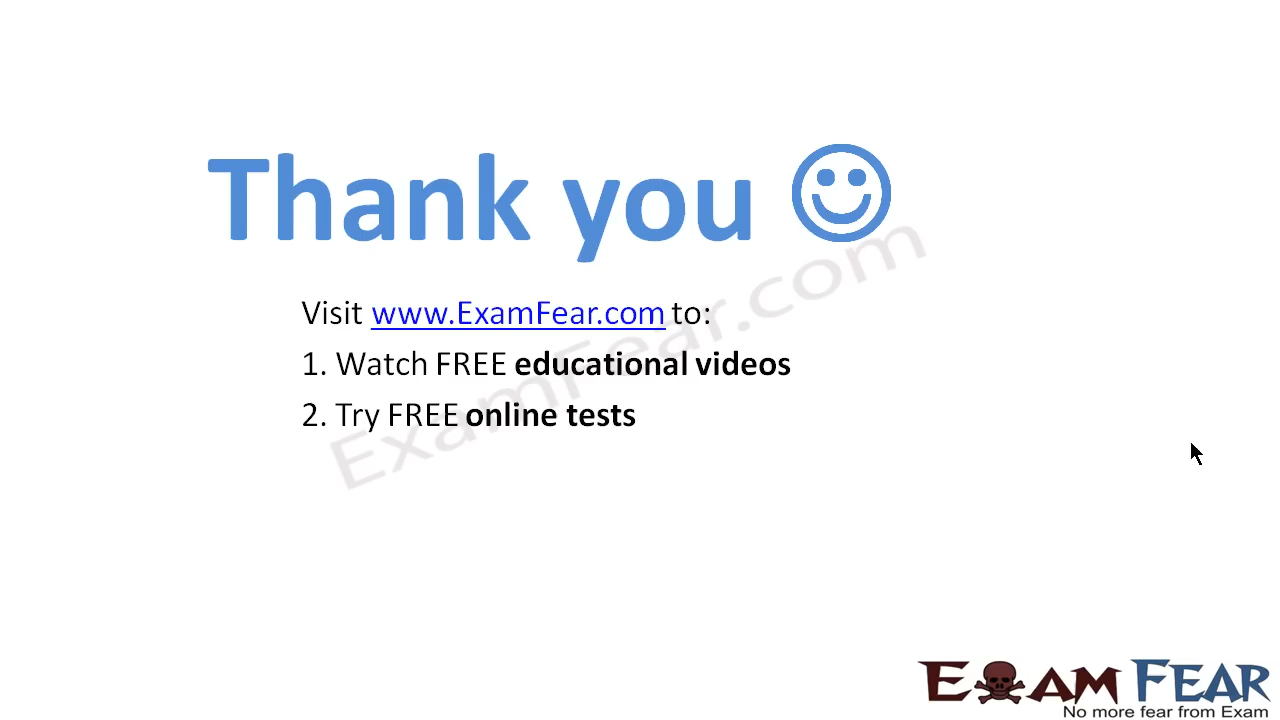 Thank you
Visit www.ExamFear.com to:
1. Watch FREE educational videos
2. Try FREE online tests
ExamFear.com
EXAM FEAR
No more fear from Exam